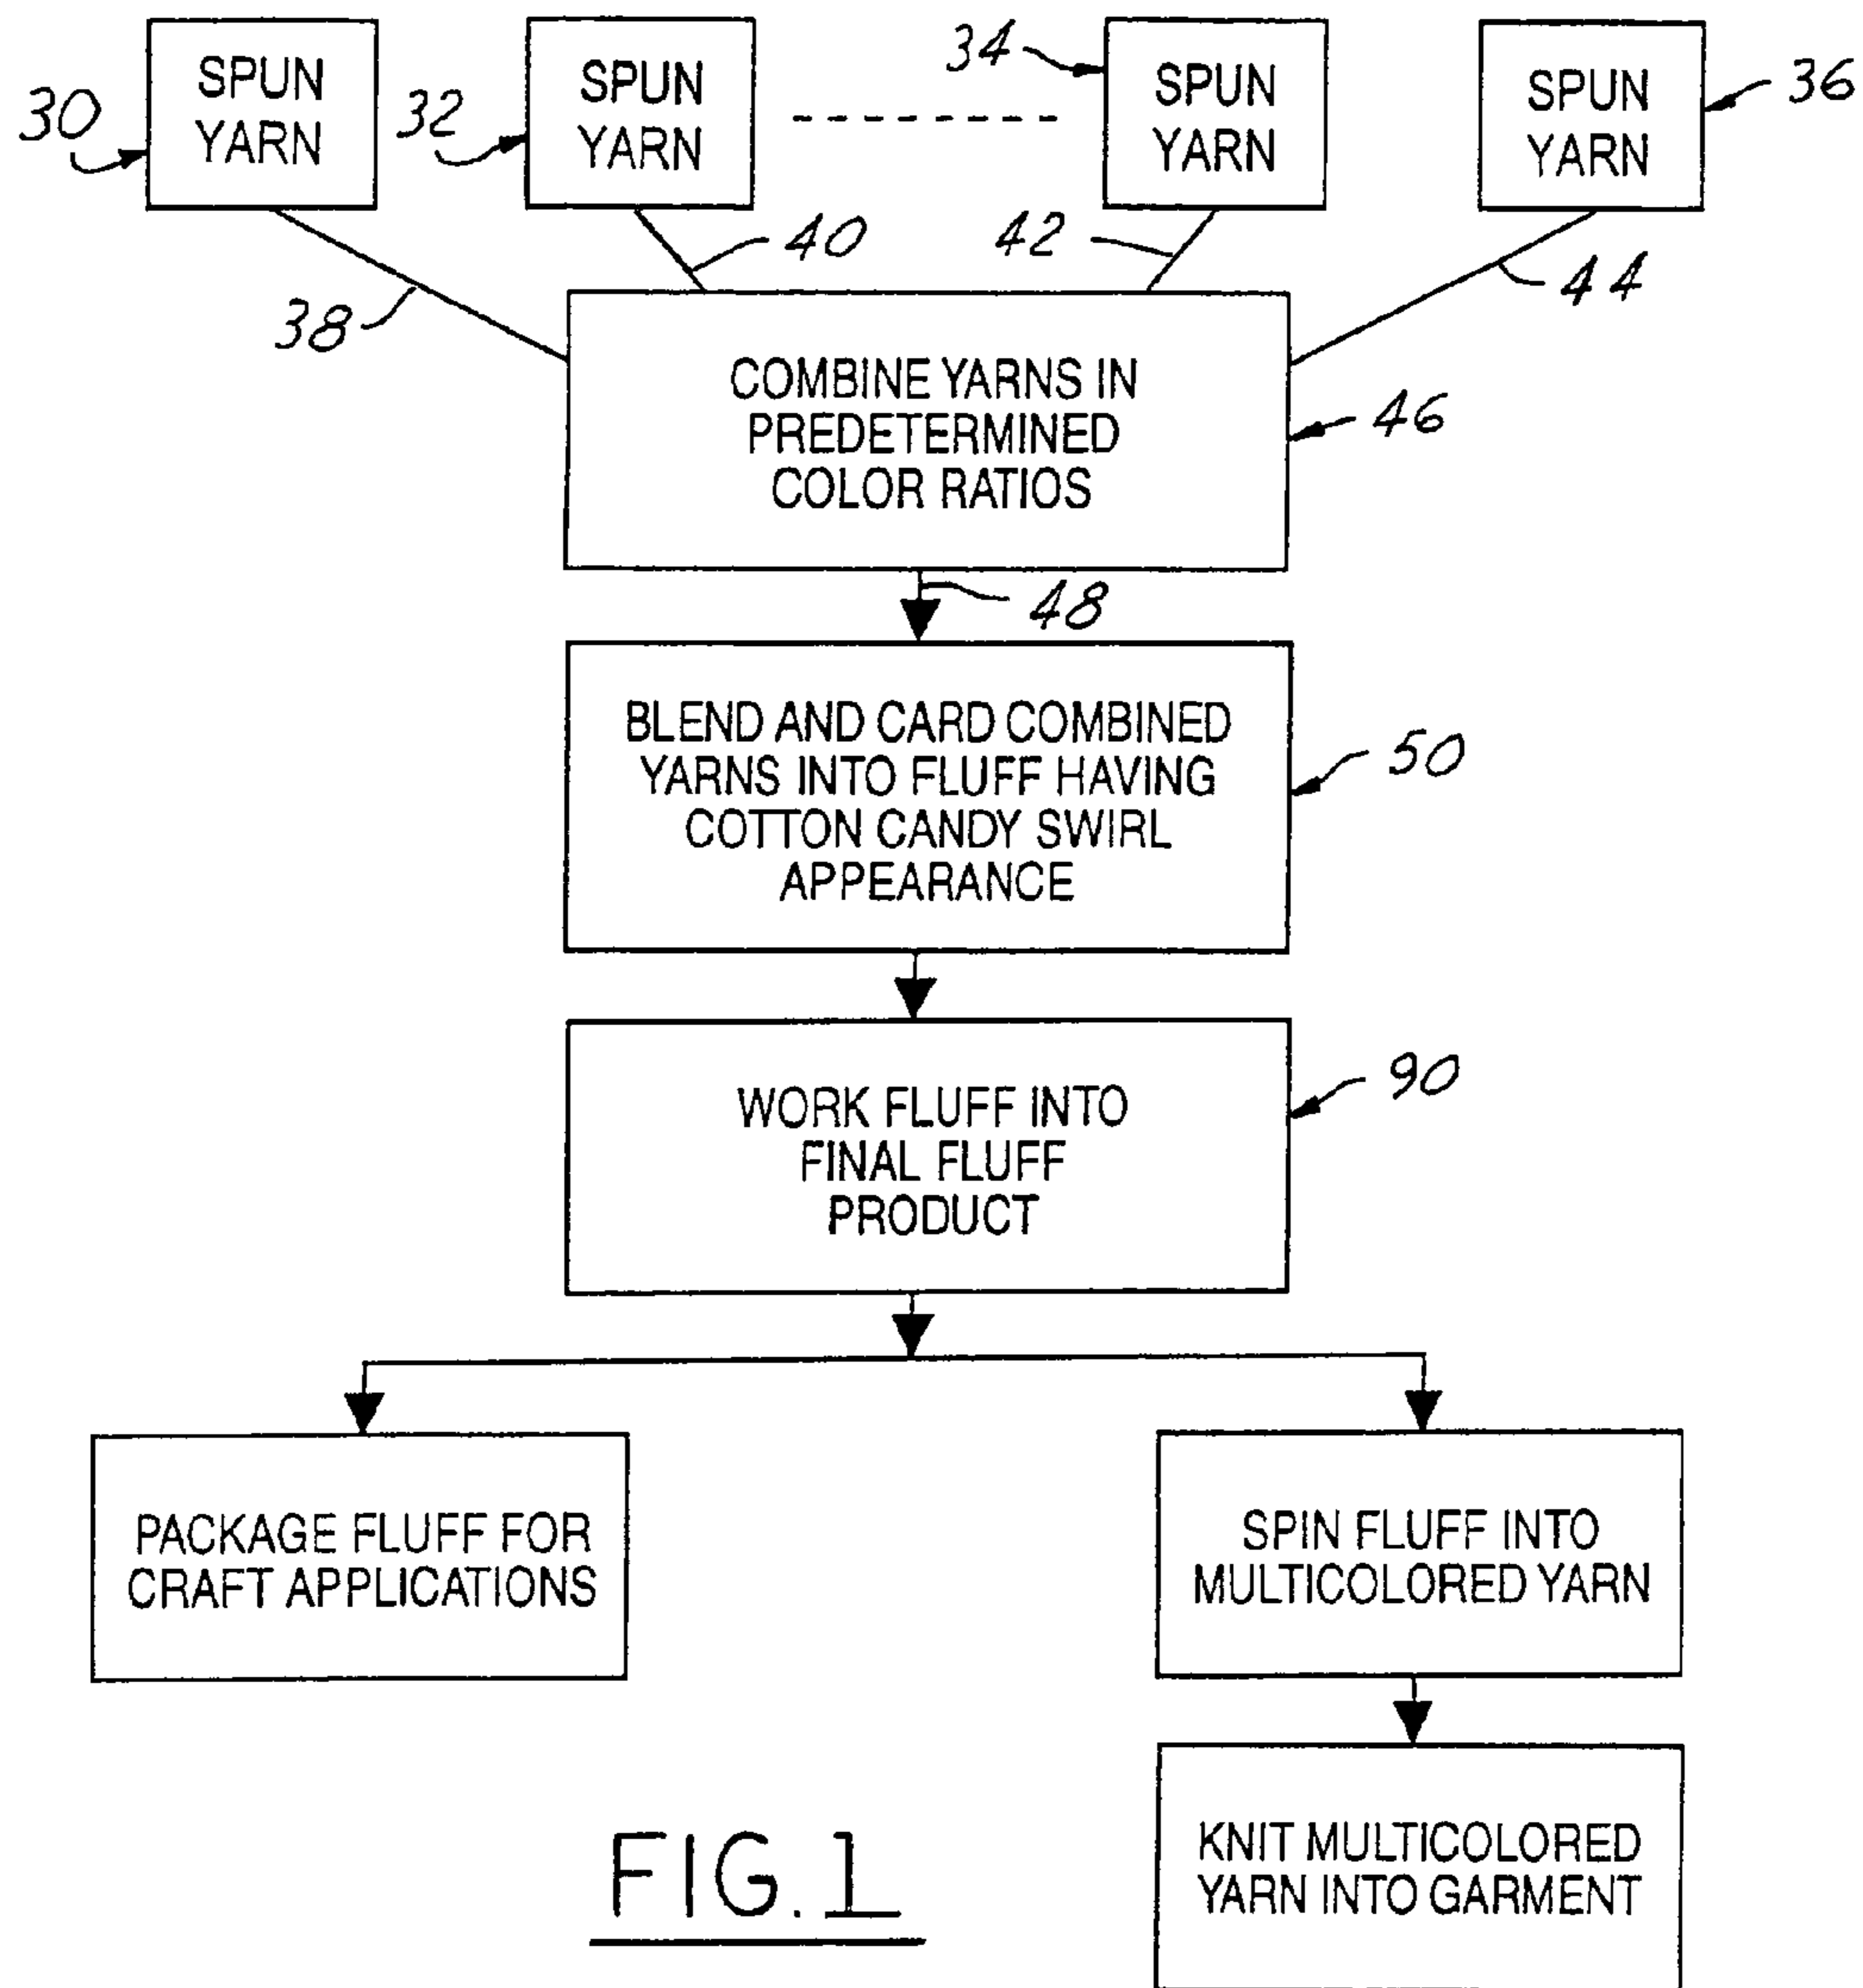 SPUN
YARN
SPUN
YARN
SPUN
YARN
SPUN
YARN
30
32
34
36
38
40
42
44
COMBINE YARNS IN
PREDETERMINED
COLOR RATIOS
46
48
BLEND AND CARD COMBINED
YARNS INTO FLUFF HAVING
COTTON CANDY SWIRL
APPEARANCE
50
WORK FLUFF INTO
FINAL FLUFF
PRODUCT
90
PACKAGE FLUFF FOR
CRAFT APPLICATIONS
SPIN FLUFF INTO
MULTICOLORED YARN
KNIT MULTICOLORED
YARN INTO GARMENT
FIG. 1